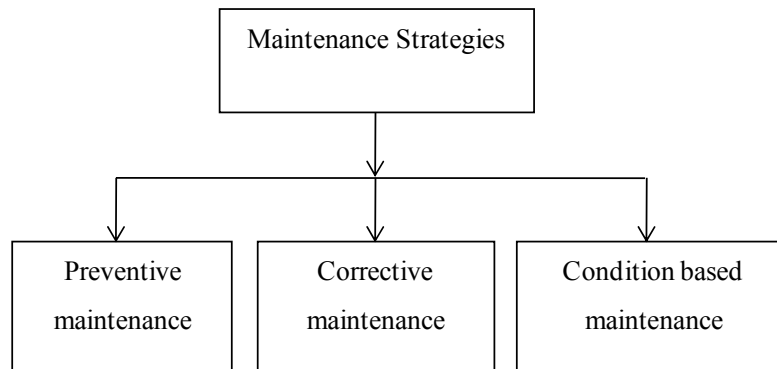 Maintenance Strategies
Preventive
maintenance
Corrective
maintenance
Condition based
maintenance